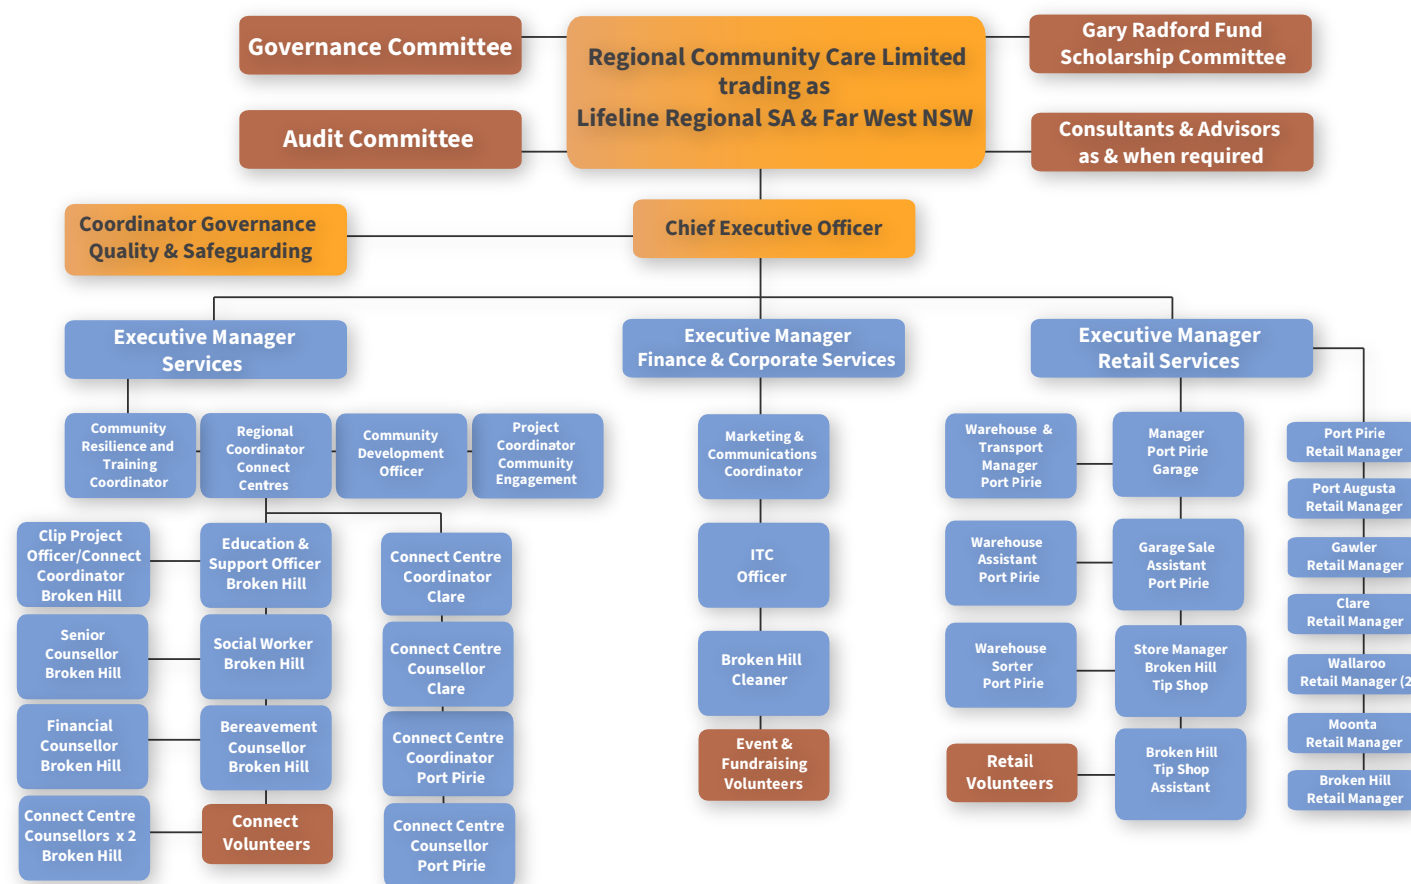 Governance Committee
Regional Community Care Limited
trading as
Lifeline Regional SA & Far West NSW
Gary Radford Fund
Scholarship Committee
Audit Committee
Consultants & Advisors
as & when required
Coordinator Governance
Quality & Safeguarding
Chief Executive Officer
Executive Manager
Services
Executive Manager
Finance & Corporate Services
Executive Manager
Retail Services
Community
Resilience and
Training
Coordinator
Regional
Coordinator
Connect
Centres
Community
Development
Officer
Project
Coordinator
Community
Engagement
Clip Project
Officer/Connect
Coordinator
Broken Hill
Education &
Support Officer
Broken Hill
Connect Centre
Coordinator
Clare
Senior
Counsellor
Broken Hill
Social Worker
Broken Hill
Connect Centre
Counsellor
Clare
Financial
Counsellor
Broken Hill
Bereavement
Counsellor
Broken Hill
Connect Centre
Coordinator
Port Pirie
Connect Centre
Counsellors x 2
Broken Hill
Connect
Volunteers
Connect Centre
Counsellor
Port Pirie
Marketing &
Communications
Coordinator
ITC
Officer
Broken Hill
Cleaner
Event &
Fundraising
Volunteers
Warehouse &
Transport
Manager
Port Pirie
Manager
Port Pirie
Garage
Warehouse
Assistant
Port Pirie
Garage Sale
Assistant
Port Pirie
Warehouse
Sorter
Port Pirie
Store Manager
Broken Hill
Tip Shop
Retail
Volunteers
Broken Hill
Tip Shop
Assistant
Port Pirie
Retail Manager
Port Augusta
Retail Manager
Gawler
Retail Manager
Clare
Retail Manager
Wallaroo
Retail Manager (2
Moonta
Retail Manager
Broken Hill
Retail Manager